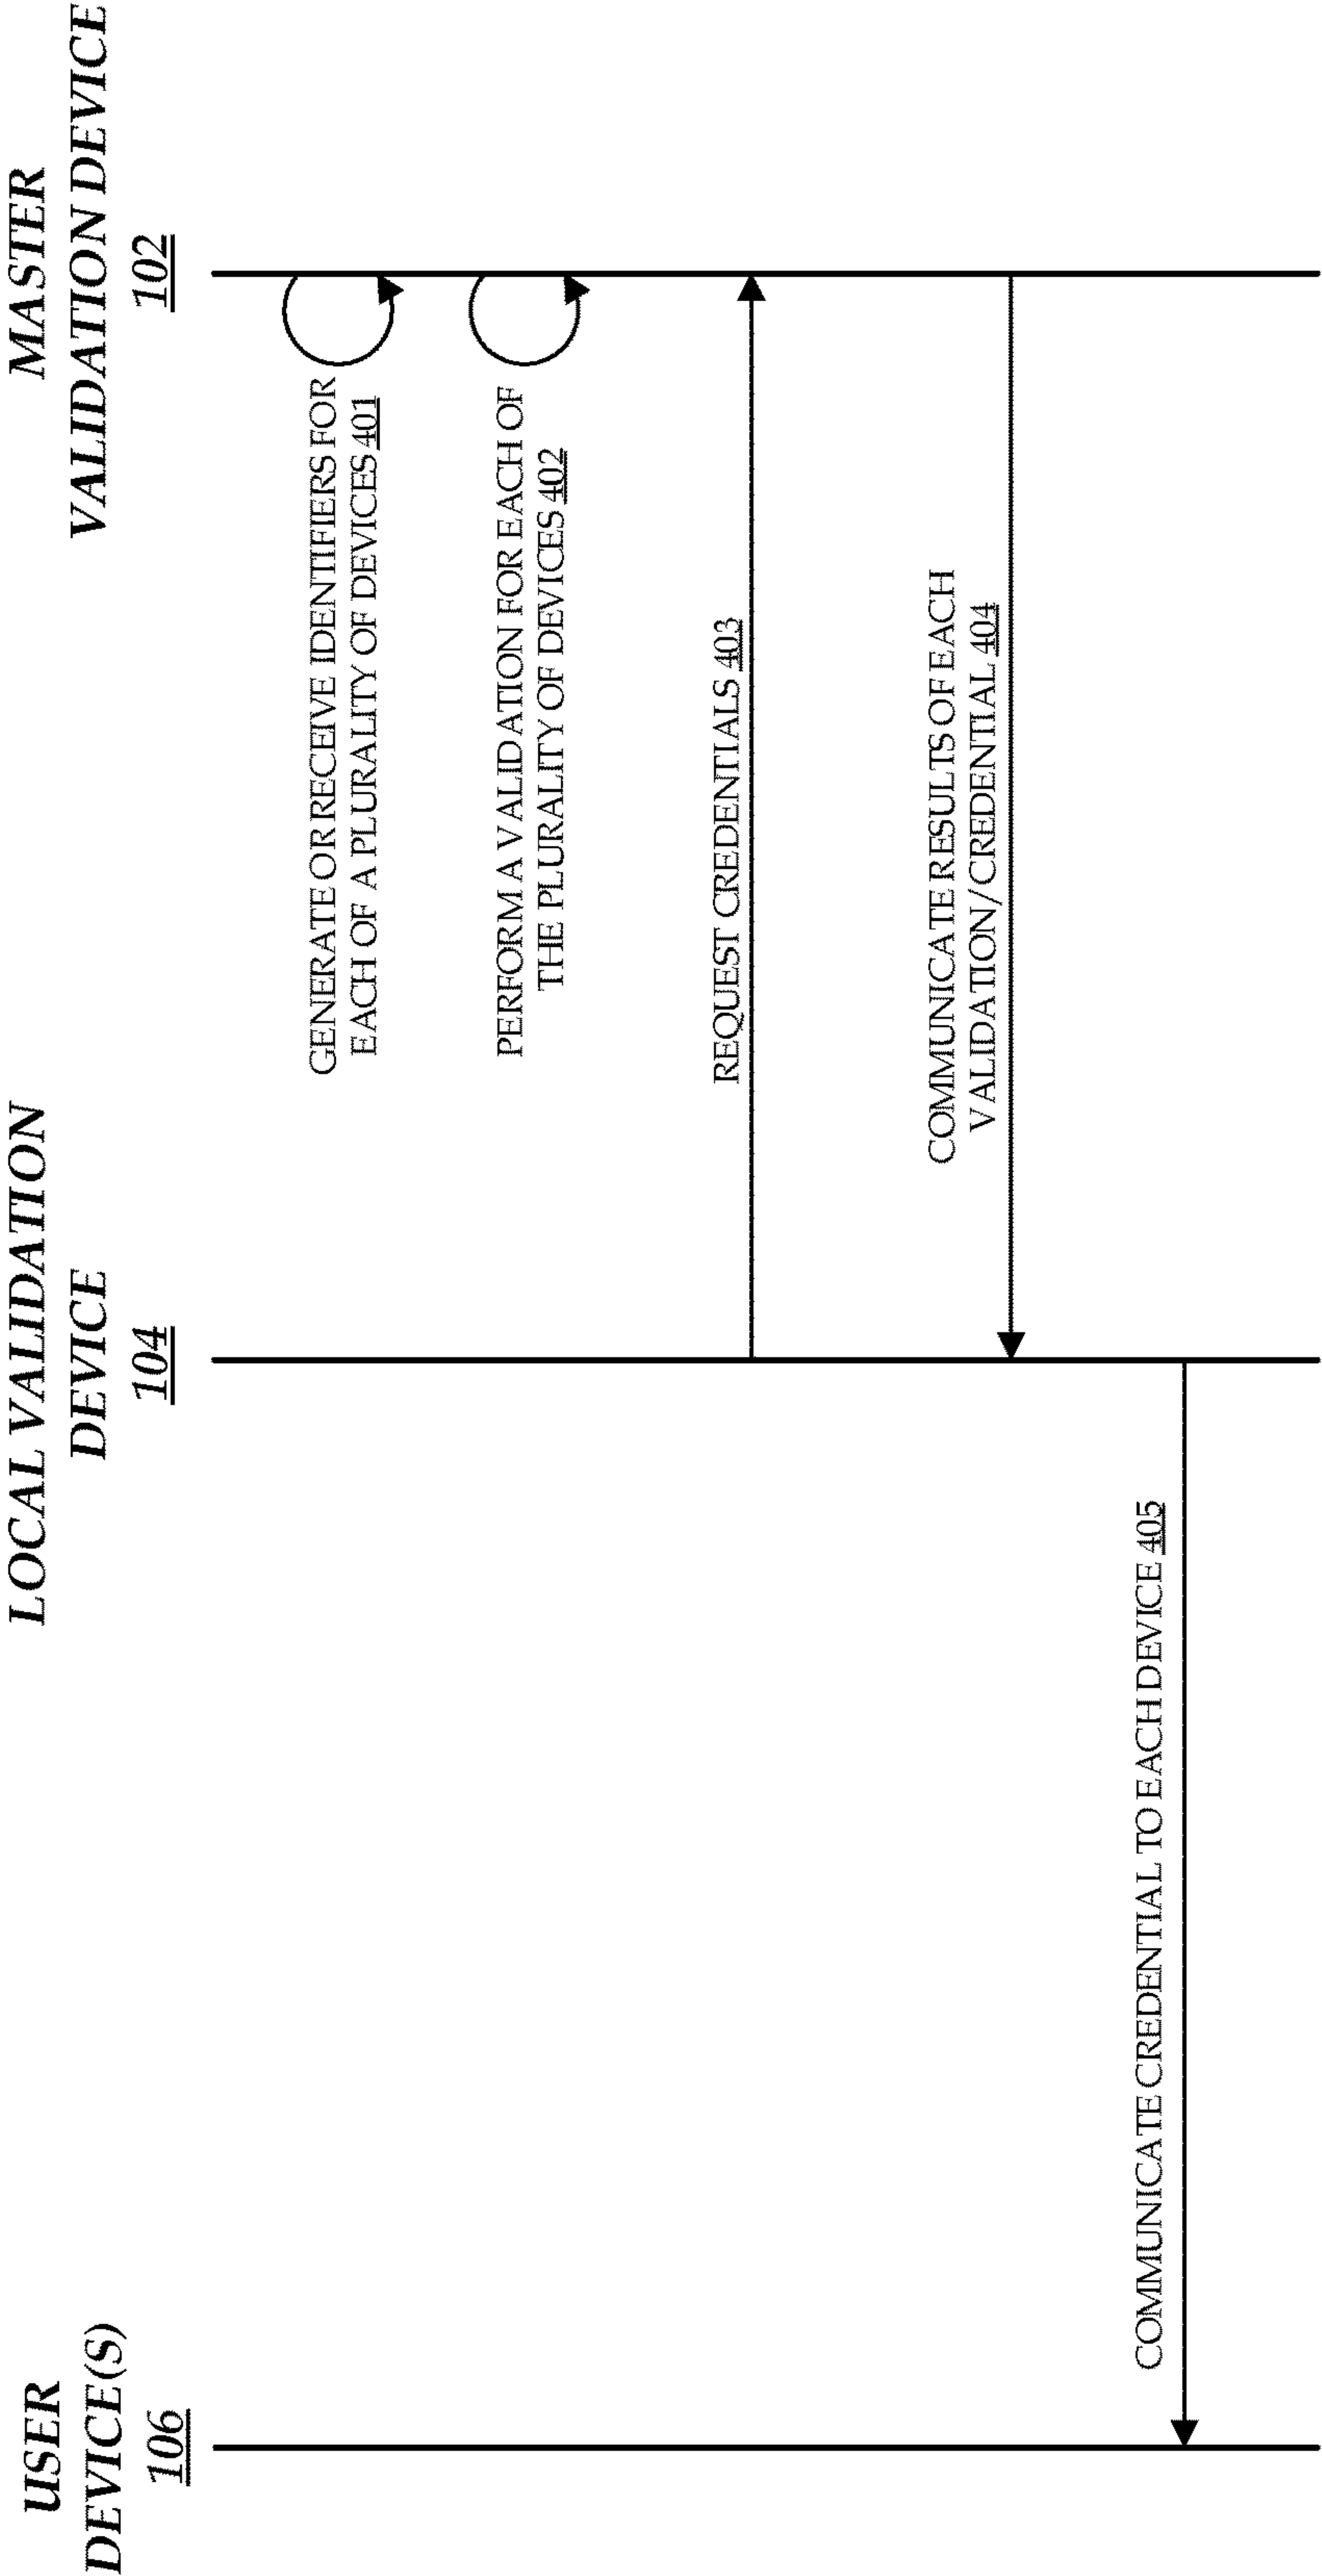 USER
DEVICE(S)
106
LOCAL VALIDATION
DEVICE
104
MASTER
VALIDATION DEVICE
102
GENERATE OR RECEIVE IDENTIFIERS FOR
EACH OF A PLURALITY OF DEVICES 401
PERFORM A VALIDATION FOR EACH OF
THE PLURALITY OF DEVICES 402
REQUEST CREDENTIALS 403
COMMUNICATE RESULTS OF EACH
VALIDATION/CREDENTIAL 404
COMMUNICATE CREDENTIAL TO EACH DEVICE 405